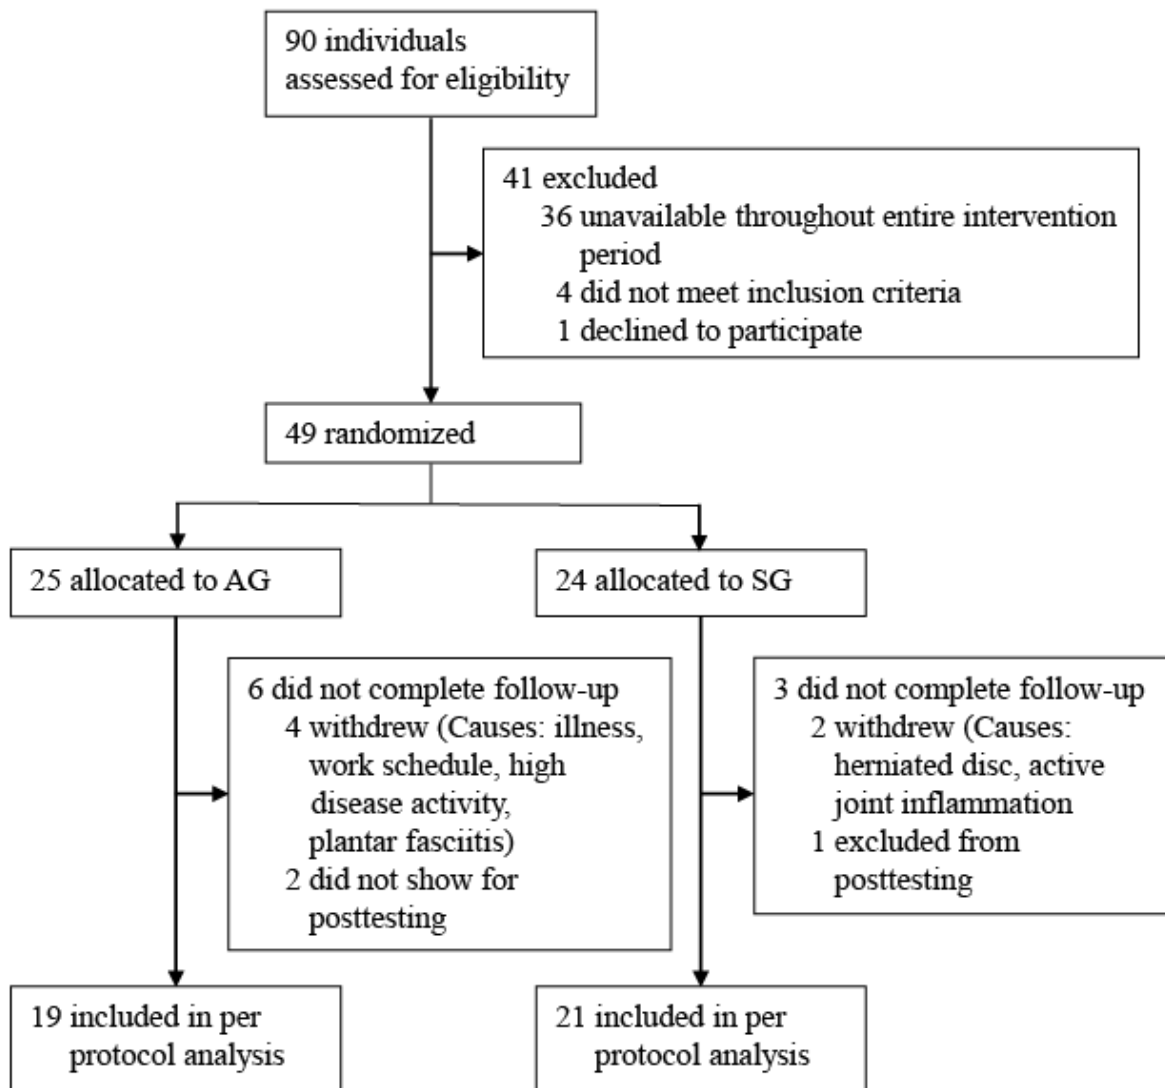 90 individuals
assessed for eligibility
41 excluded
36 unavailable throughout entire intervention
period
4 did not meet inclusion criteria
1 declined to participate
49 randomized
25 allocated to AG
24 allocated to SG
6 did not complete follow-up
4 withdrew (Causes: illness,
work schedule, high
disease activity,
plantar fasciitis)
2 did not show for
posttesting
3 did not complete follow-up
2 withdrew (Causes:
herniated disc, active
joint inflammation
1 excluded from
posttesting
19 included in per
protocol analysis
21 included in per
protocol analysis